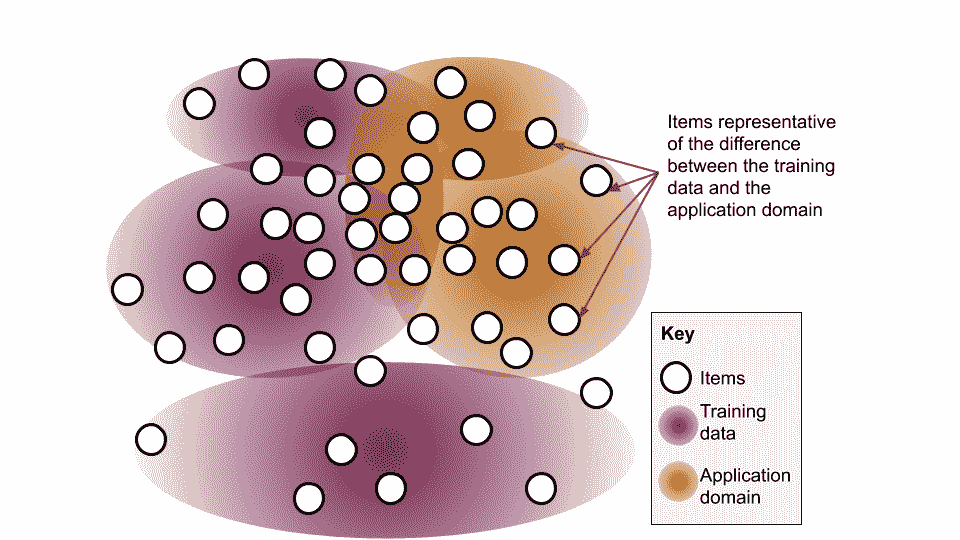 Items representative
of the difference
between the training
data and the
application domain
Key
Items
Training
data
Application
domain